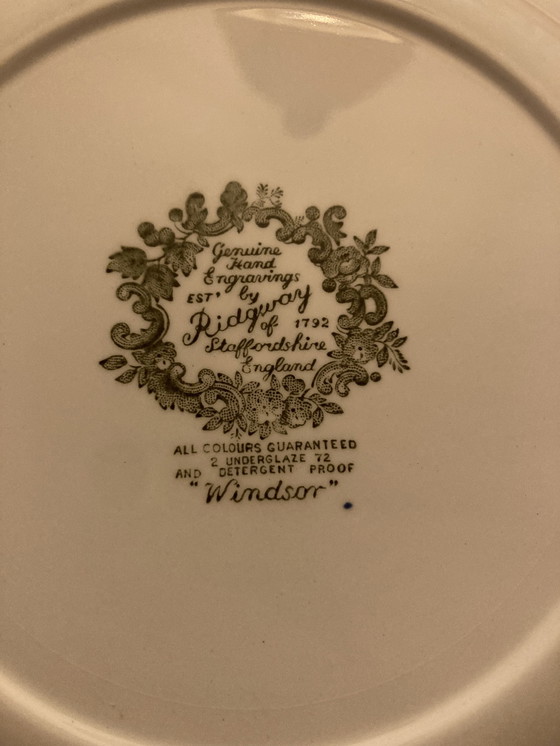 Genuine
Hand
Engravings
EST' by
Ridgway
of 1792
Staffordshire
England
ALL COLOURS GUARANTEED
2 UNDERGLAZE 72
AND DETERGENT PROOF
"Windsor"